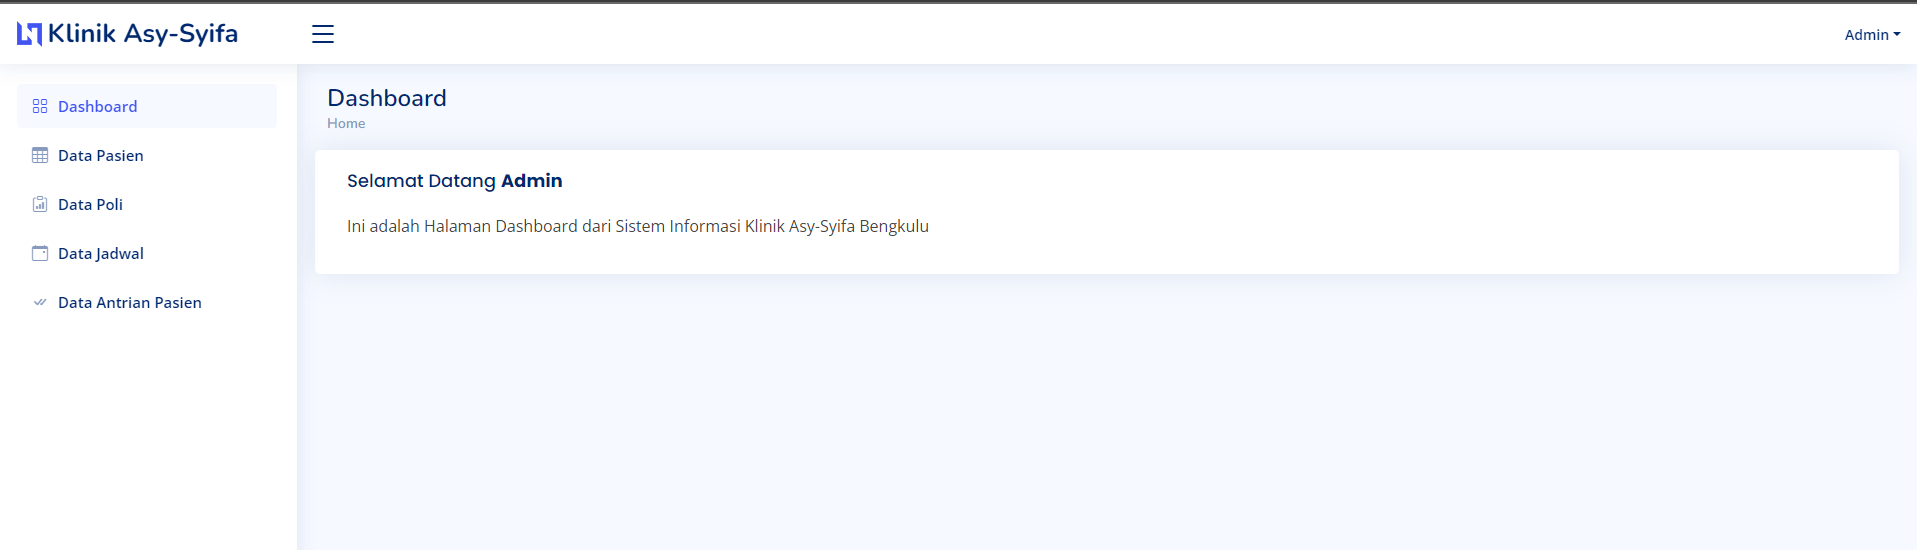 Klinik Asy-Syifa
Admin
Dashboard
Data Pasien
Data Poli
Data Jadwal
Data Antrian Pasien
Dashboard
Home
Selamat Datang Admin
Ini adalah Halaman Dashboard dari Sistem Informasi Klinik Asy-Syifa Bengkulu